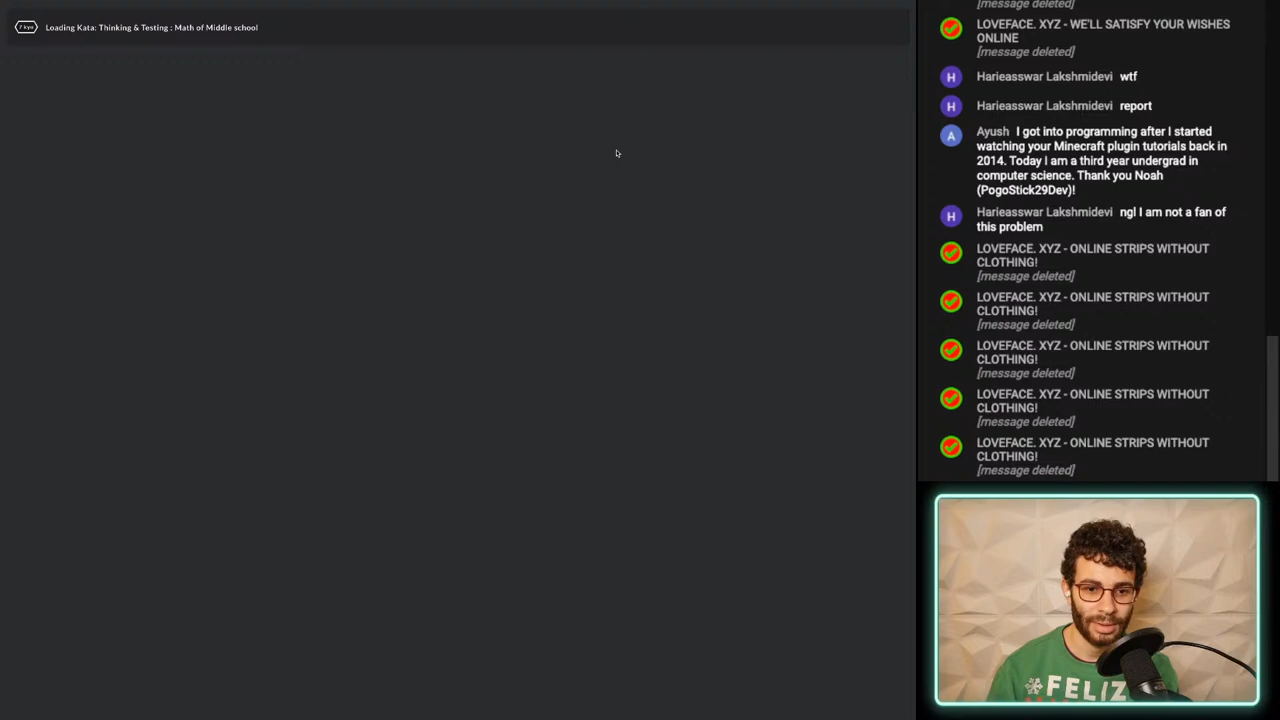 7 kyu
Loading Kata: Thinking & Testing : Math of Middle school
[message deleted]
LOVEFACE. XYZ - WE'LL SATISFY YOUR WISHES
ONLINE
[message deleted]
H
Harieasswar Lakshmidevi wtf
H
Harieasswar Lakshmidevi report
A
Ayush I got into programming after I started
watching your Minecraft plugin tutorials back in
2014. Today I am a third year undergrad in
computer science. Thank you Noah
(PogoStick29Dev)!
H
Harieasswar Lakshmidevi ngl I am not a fan of
this problem
LOVEFACE. XYZ - ONLINE STRIPS WITHOUT
CLOTHING!
[message deleted]
LOVEFACE. XYZ - ONLINE STRIPS WITHOUT
CLOTHING!
[message deleted]
LOVEFACE. XYZ - ONLINE STRIPS WITHOUT
CLOTHING!
[message deleted]
LOVEFACE. XYZ - ONLINE STRIPS WITHOUT
CLOTHING!
[message deleted]
LOVEFACE. XYZ - ONLINE STRIPS WITHOUT
CLOTHING!
[message deleted]
FELIZ